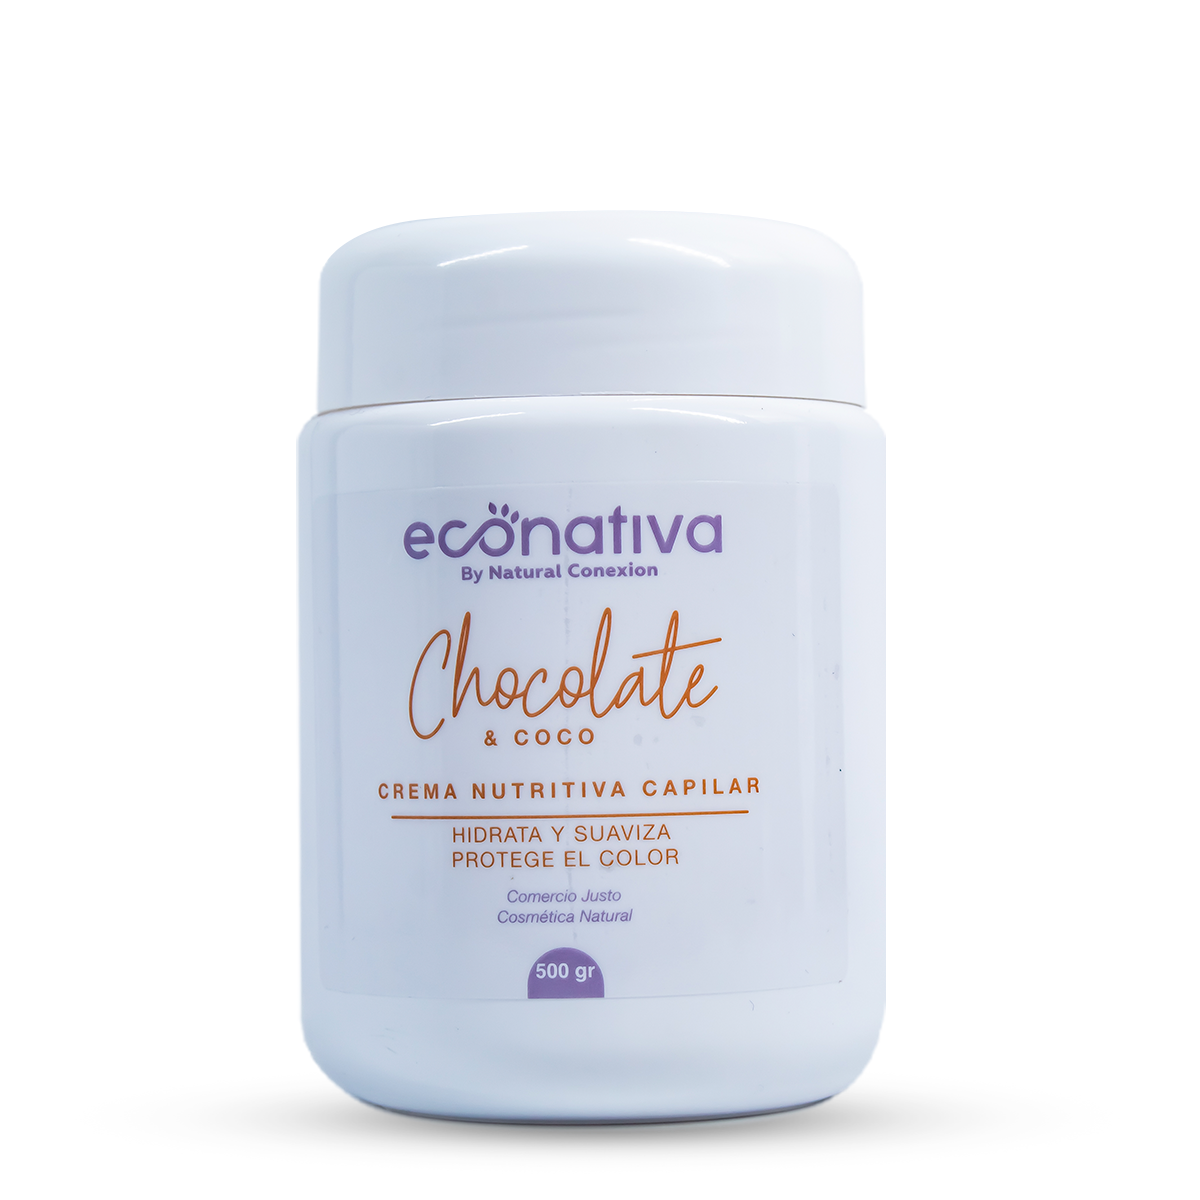 econativa
By Natural Conexion
Chocolate
& COCO
CREMA NUTRITIVA CAPILAR
HIDRATA Y SUAVIZA
PROTEGE EL COLOR
Comercio Justo
Cosmética Natural
500 gr